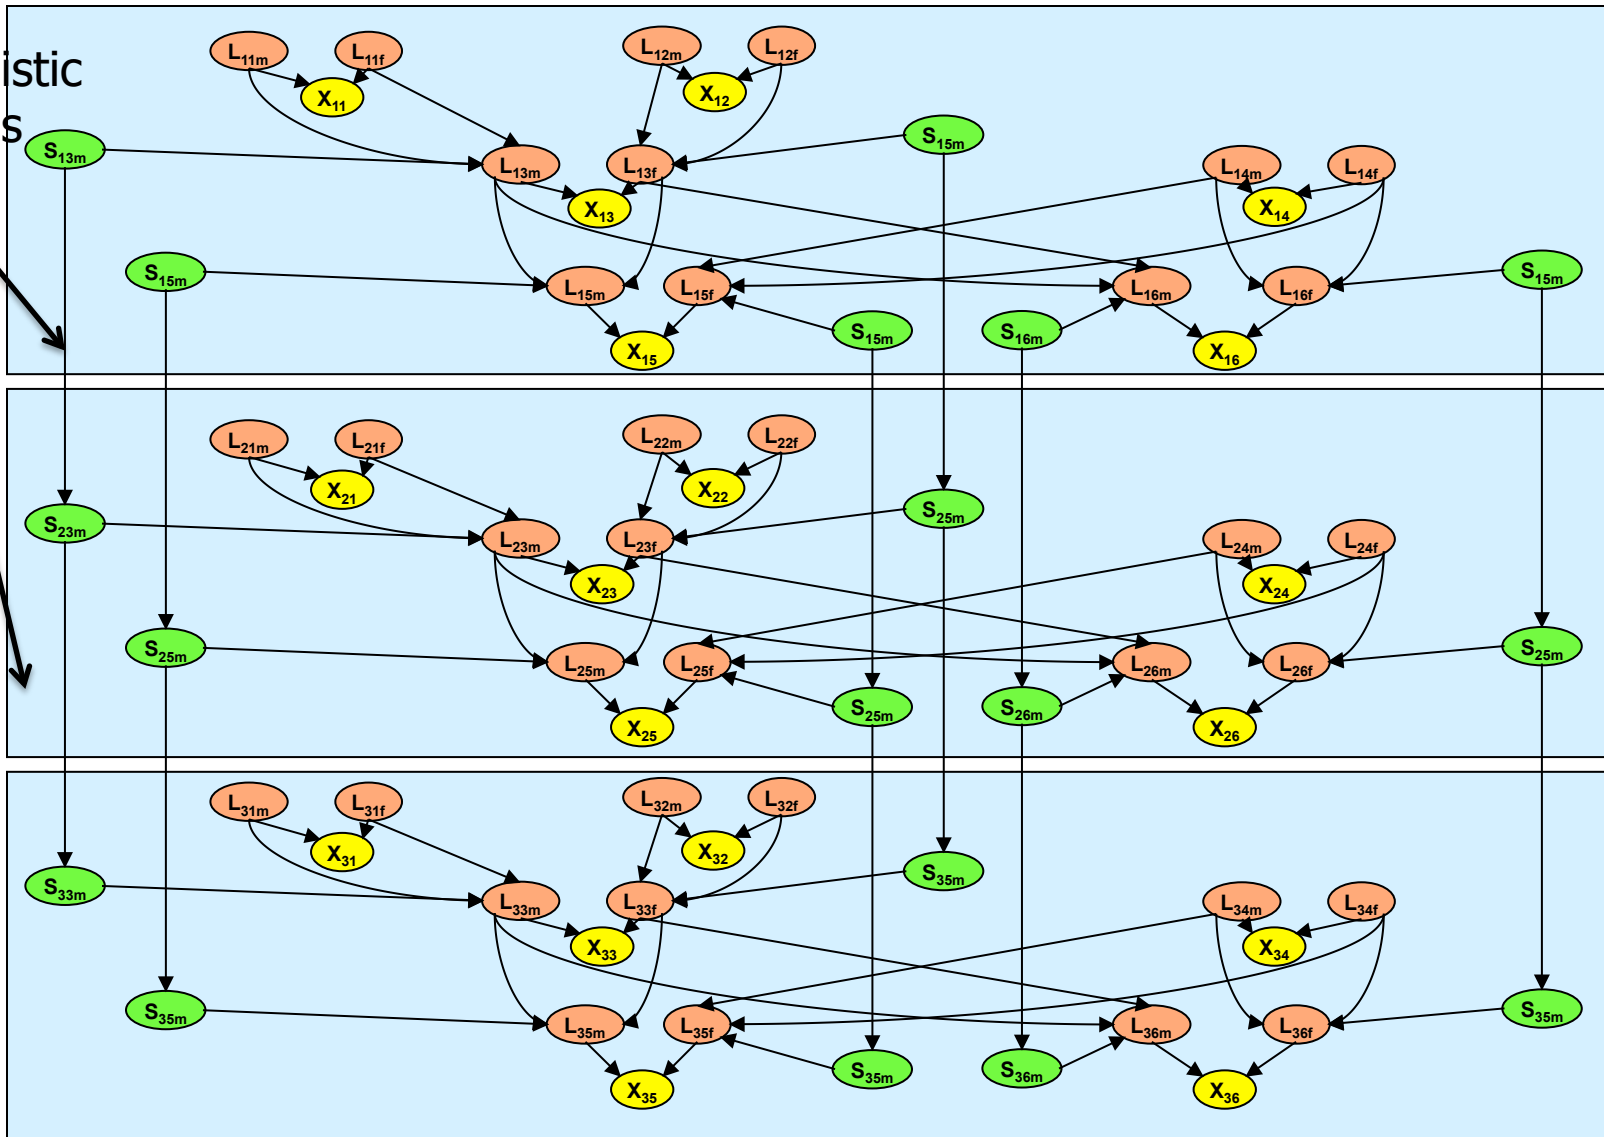 istic
s
L11m L11f L12m L12f
X11 X12
S13m S15m
L13m L13f L14m L14f
X13 X14
S15m S15m
L15m L15f L16m L16f
S15m S16m
X15 X16
L21m L21f L22m L22f
X21 X22
S23m S25m
L23m L23f L24m L24f
X23 X24
S25m S25m
L25m L25f L26m L26f
S25m S26m
X25 X26
L31m L31f L32m L32f
X31 X32
S33m S35m
L33m L33f L34m L34f
X33 X34
S35m S35m
L35m L35f L36m L36f
S35m S36m
X35 X36